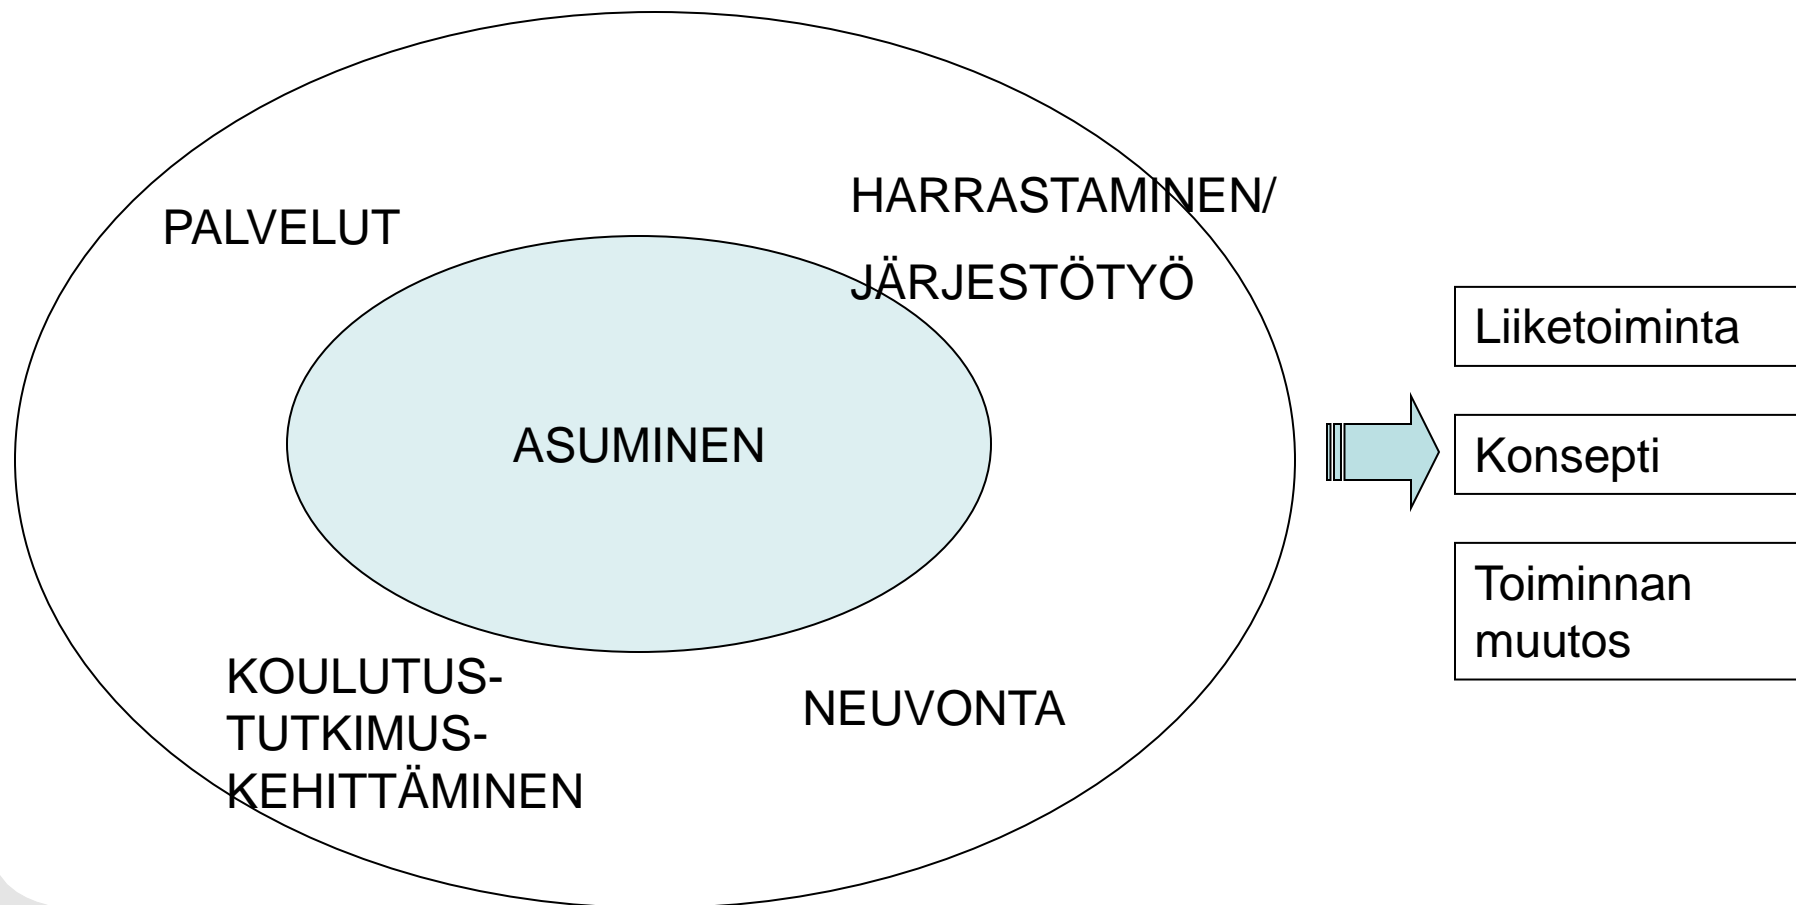 PALVELUT
HARRASTAMINEN/
JÄRJESTÖTYÖ
ASUMINEN
KOULUTUS-
TUTKIMUS-
KEHITTÄMINEN
NEUVONTA
Liiketoiminta
Konsepti
Toiminnan
muutos